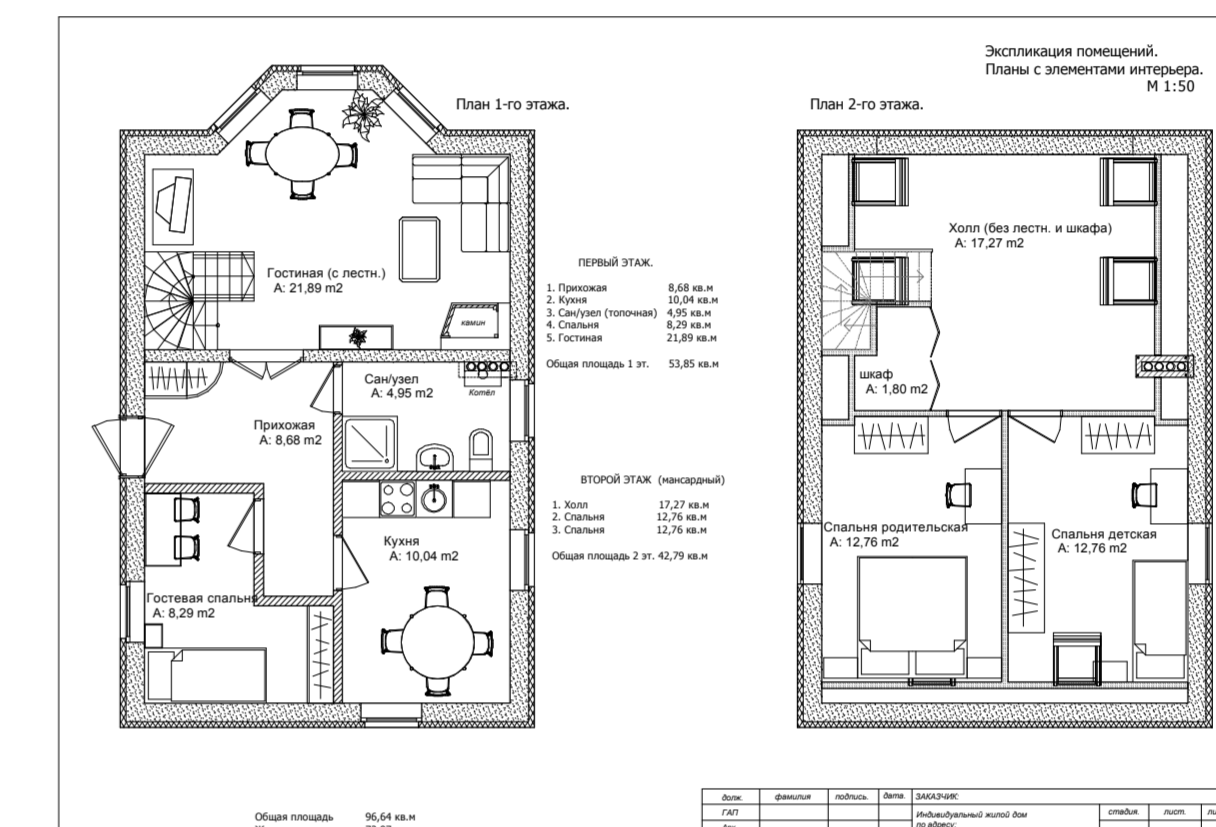 Экспликация помещений.
Планы с элементами интерьера.
М 1:50
План 1-го этажа.
План 2-го этажа.
Гостиная (с лестн.)
A: 21,89 m2
камин
Сан/узел
A: 4,95 m2
Котёл
Прихожая
A: 8,68 m2
Кухня
A: 10,04 m2
Гостевая спальня
A: 8,29 m2
ПЕРВЫЙ ЭТАЖ.
1. Прихожая 8,68 кв.м
2. Кухня 10,04 кв.м
3. Сан/узел (топочная) 4,95 кв.м
4. Спальня 8,29 кв.м
5. Гостиная 21,89 кв.м
Общая площадь 1 эт. 53,85 кв.м
ВТОРОЙ ЭТАЖ (мансардный)
1. Холл 17,27 кв.м
2. Спальня 12,76 кв.м
3. Спальня 12,76 кв.м
Общая площадь 2 эт. 42,79 кв.м
Холл (без лестн. и шкафа)
A: 17,27 m2
шкаф
A: 1,80 m2
Спальня родительская
A: 12,76 m2
Спальня детская
A: 12,76 m2
Общая площадь 96,64 кв.м
долж. фамилия подпись. дата. ЗАКАЗЧИК:
ГАП Индивидуальный жилой дом стадия. лист.
по адресу: